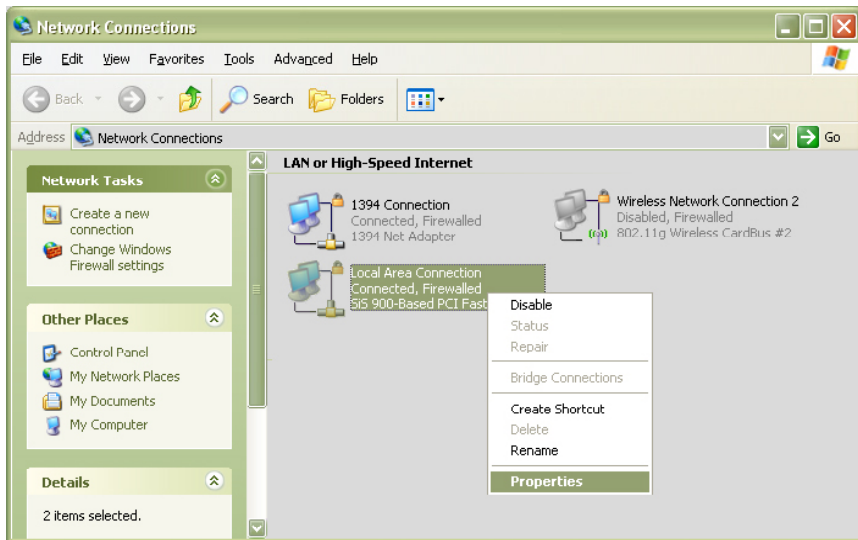 Network Connections
File Edit View Favorites Tools Advanced Help
Back Search Folders
Address Network Connections Go
Network Tasks
Create a new
connection
Change Windows
Firewall settings
Other Places
Control Panel
My Network Places
My Documents
My Computer
Details
2 items selected.
LAN or High-Speed Internet
1394 Connection
Connected, Firewalled
1394 Net Adapter
Wireless Network Connection 2
Disabled, Firewalled
802.11g Wireless CardBus #2
Local Area Connection
Connected, Firewalled
SiS 900-Based PCI Fast
Disable
Status
Repair
Bridge Connections
Create Shortcut
Delete
Rename
Properties